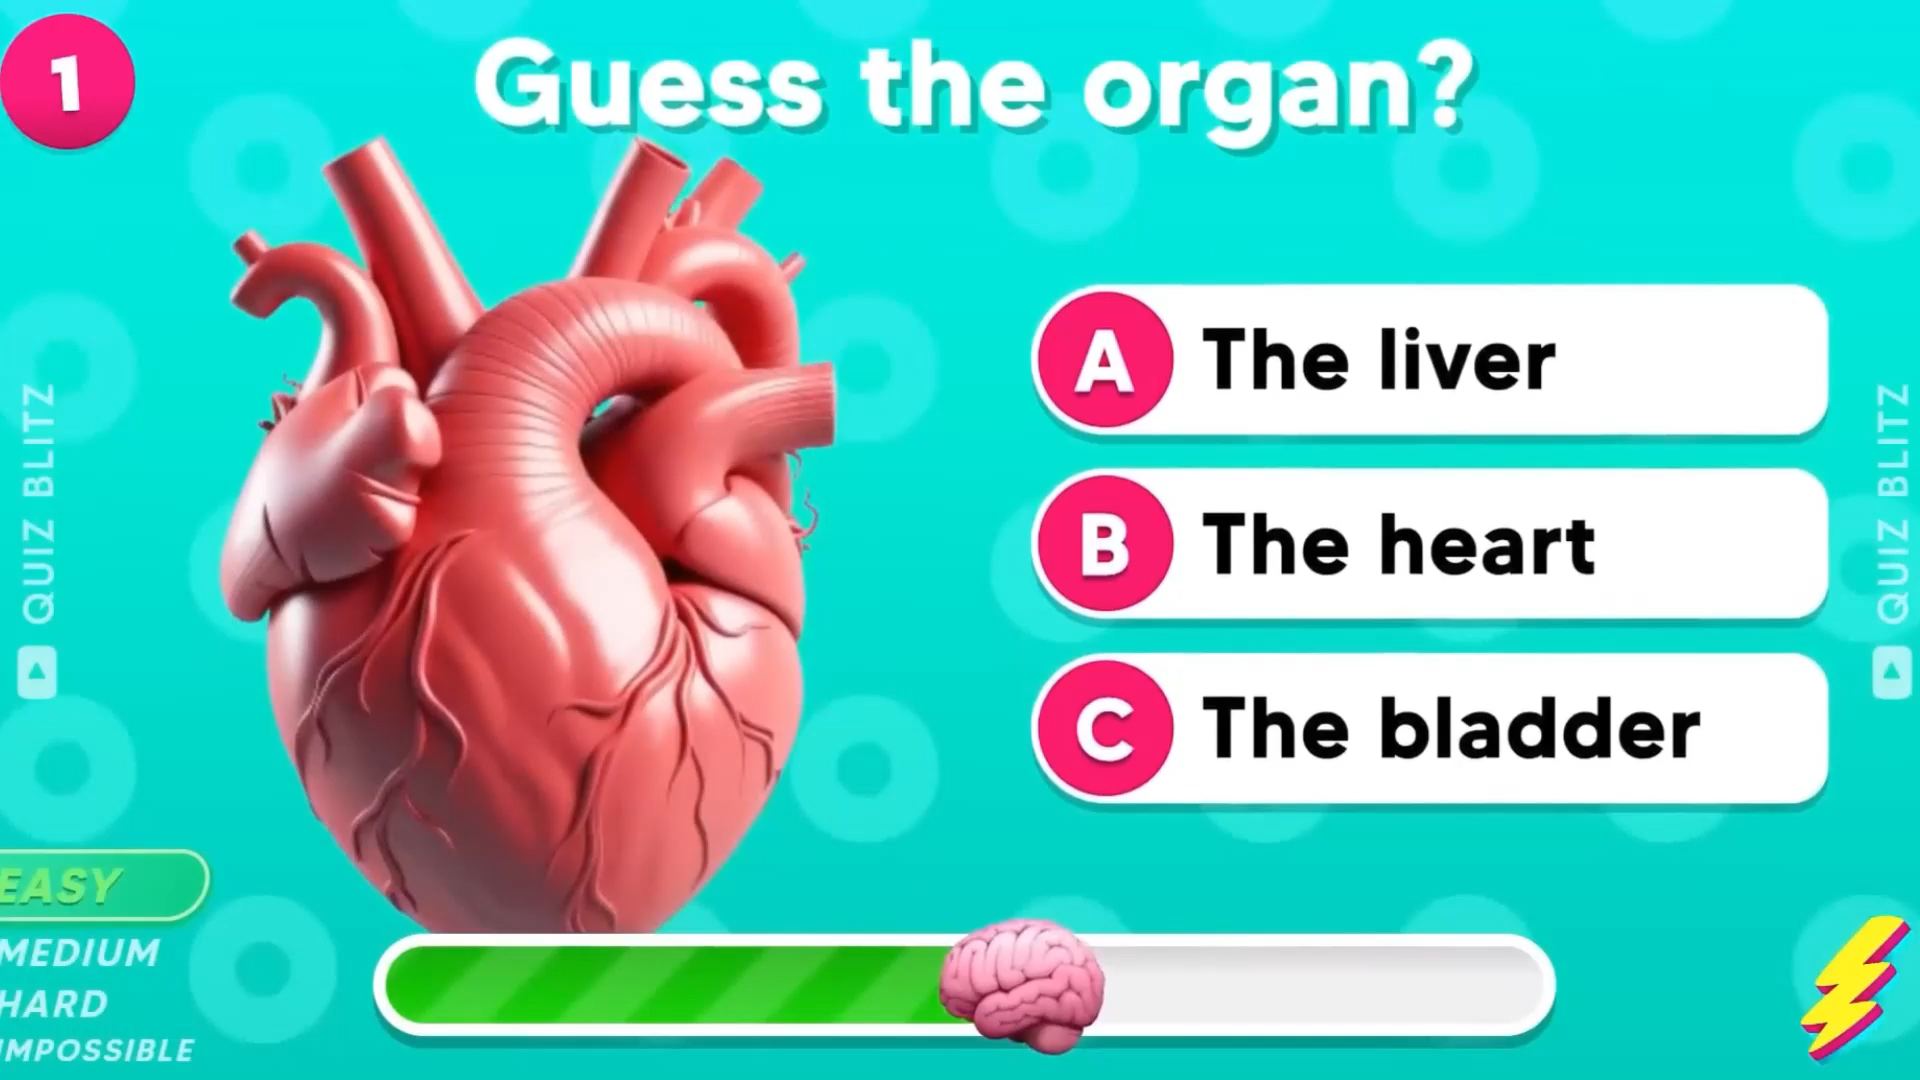 1
Guess the organ?
A The liver
B The heart
C The bladder
QUIZ BLITZ
QUIZ BLITZ
EASY
MEDIUM
HARD
IMPOSSIBLE